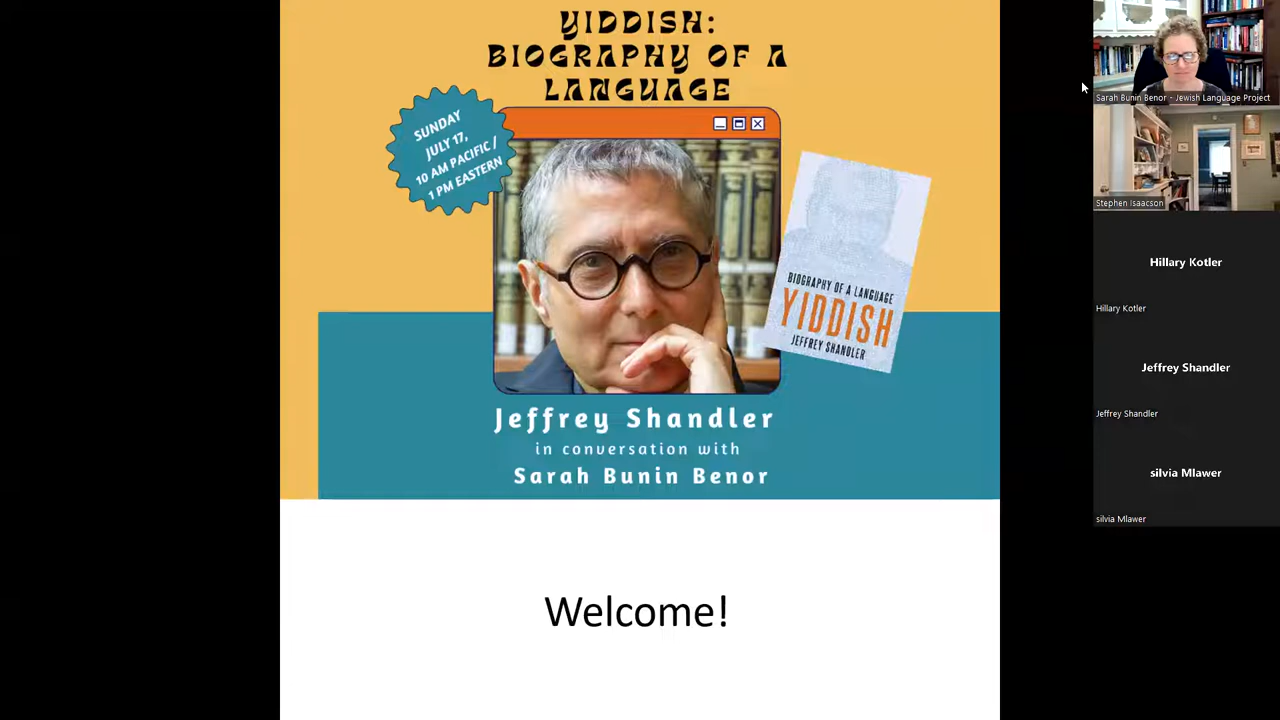 YIDDISH:
BIOGRAPHY OF A
LANGUAGE
SUNDAY
JULY 17,
10 AM PACIFIC /
1 PM EASTERN
BIOGRAPHY OF A LANGUAGE
YIDDISH
JEFFREY SHANDLER
Jeffrey Shandler
in conversation with
Sarah Bunin Benor
Welcome!
Sarah Bunin Benor - Jewish Language Project
Stephen Isaacson
Hillary Kotler
Hillary Kotler
Jeffrey Shandler
Jeffrey Shandler
silvia Mlawer
silvia Mlawer